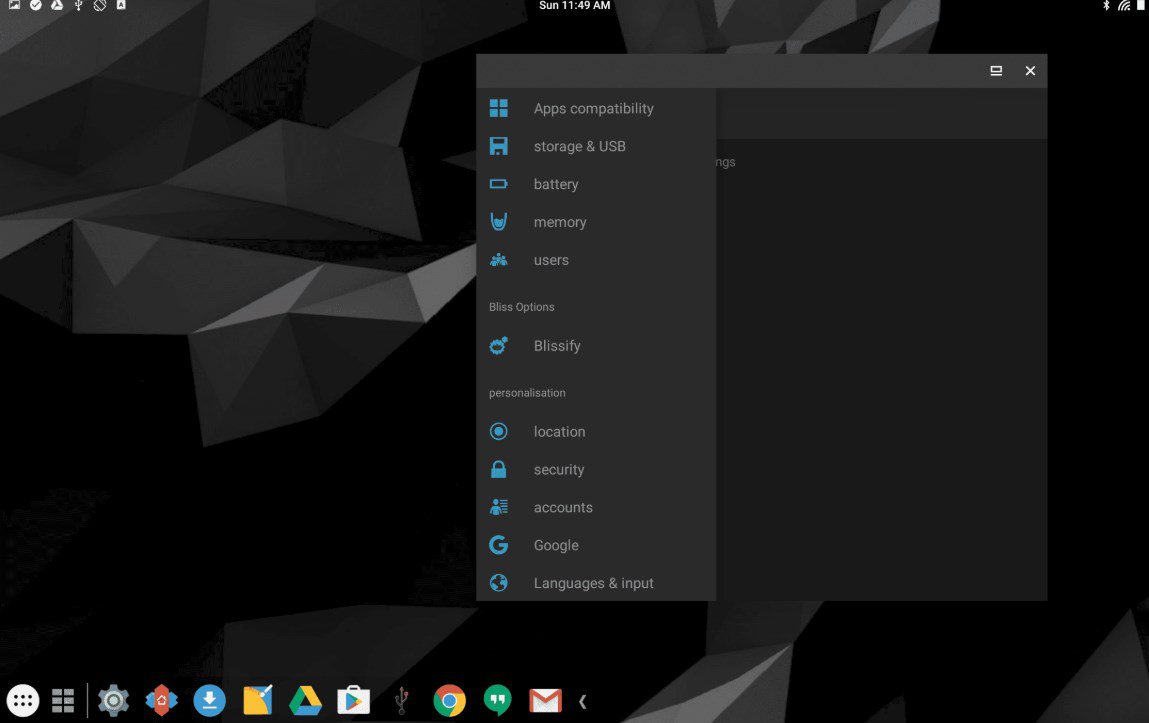 Sun 11:49 AM
Apps compatibility
storage & USB
ngs
battery
memory
users
Bliss Options
Blissify
personalisation
location
security
accounts
Google
Languages & input